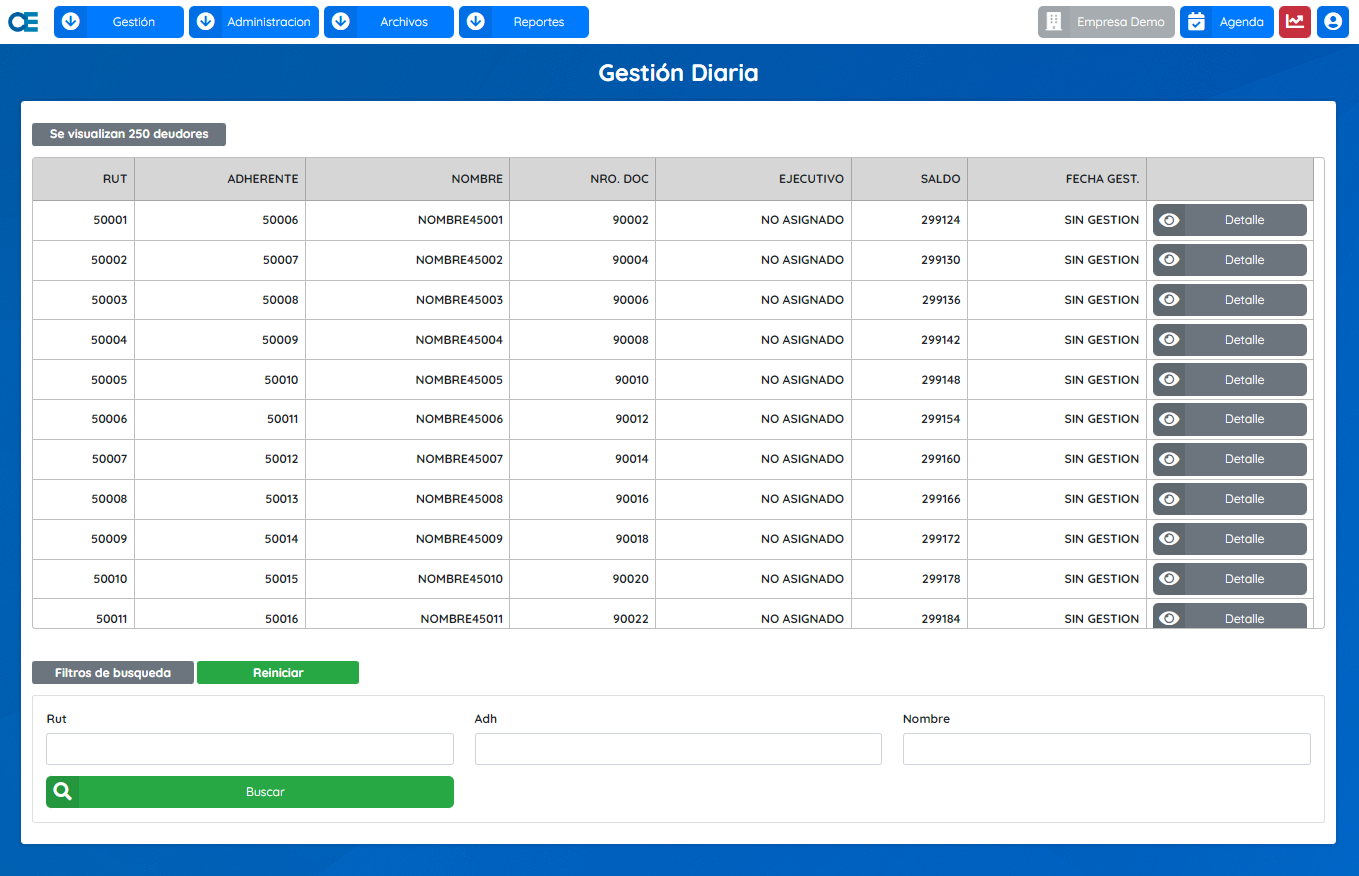 CE Gestión Administracion Archivos Reportes Empresa Demo Agenda
Gestión Diaria
Se visualizan 250 deudores
RUT ADHERENTE NOMBRE NRO. DOC EJECUTIVO SALDO FECHA GEST.
50001 50006 NOMBRE45001 90002 NO ASIGNADO 299124 SIN GESTION Detalle
50002 50007 NOMBRE45002 90004 NO ASIGNADO 299130 SIN GESTION Detalle
50003 50008 NOMBRE45003 90006 NO ASIGNADO 299136 SIN GESTION Detalle
50004 50009 NOMBRE45004 90008 NO ASIGNADO 299142 SIN GESTION Detalle
50005 50010 NOMBRE45005 90010 NO ASIGNADO 299148 SIN GESTION Detalle
50006 50011 NOMBRE45006 90012 NO ASIGNADO 299154 SIN GESTION Detalle
50007 50012 NOMBRE45007 90014 NO ASIGNADO 299160 SIN GESTION Detalle
50008 50013 NOMBRE45008 90016 NO ASIGNADO 299166 SIN GESTION Detalle
50009 50014 NOMBRE45009 90018 NO ASIGNADO 299172 SIN GESTION Detalle
50010 50015 NOMBRE45010 90020 NO ASIGNADO 299178 SIN GESTION Detalle
50011 50016 NOMBRE45011 90022 NO ASIGNADO 299184 SIN GESTION Detalle
Filtros de busqueda Reiniciar
Rut Adh Nombre
Buscar